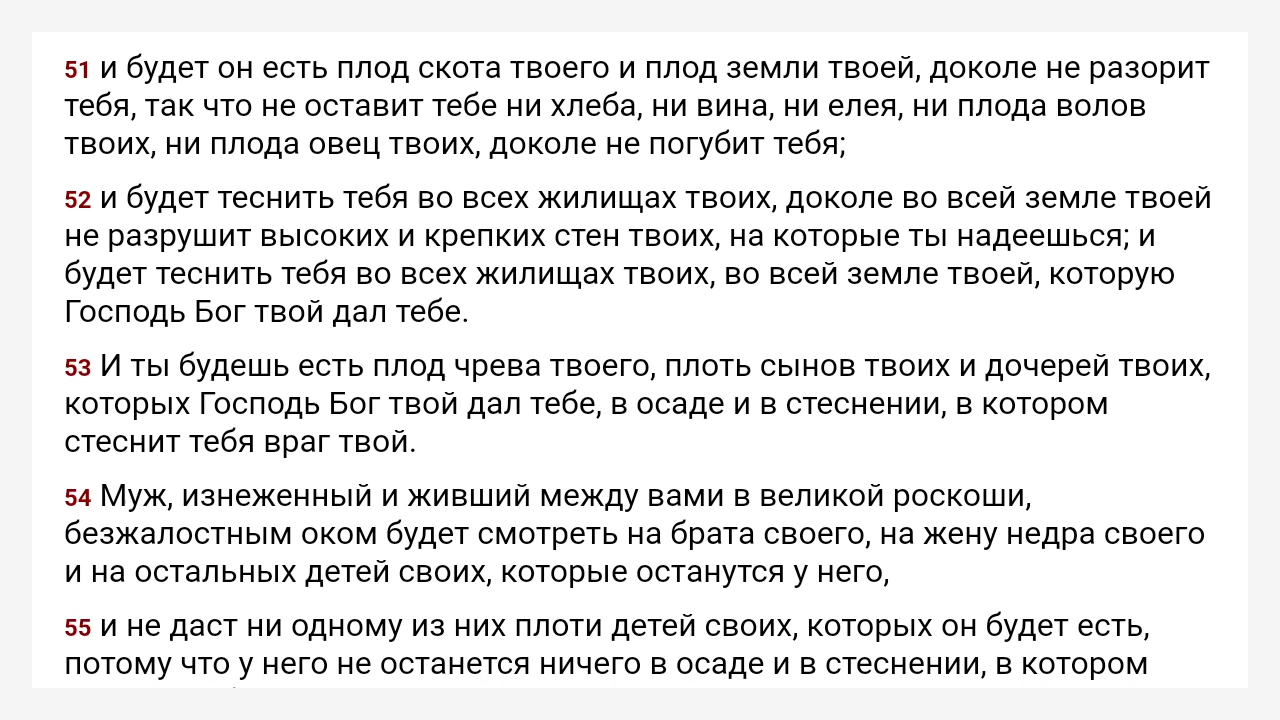 51 и будет он есть плод скота твоего и плод земли твоей, доколе не разорит
тебя, так что не оставит тебе ни хлеба, ни вина, ни елея, ни плода волов
твоих, ни плода овец твоих, доколе не погубит тебя;
52 и будет теснить тебя во всех жилищах твоих, доколе во всей земле твоей
не разрушит высоких и крепких стен твоих, на которые ты надеешься; и
будет теснить тебя во всех жилищах твоих, во всей земле твоей, которую
Господь Бог твой дал тебе.
53 И ты будешь есть плод чрева твоего, плоть сынов твоих и дочерей твоих,
которых Господь Бог твой дал тебе, в осаде и в стеснении, в котором
стеснит тебя враг твой.
54 Муж, изнеженный и живший между вами в великой роскоши,
безжалостным оком будет смотреть на брата своего, на жену недра своего
и на остальных детей своих, которые останутся у него,
55 и не даст ни одному из них плоти детей своих, которых он будет есть,
потому что у него не останется ничего в осаде и в стеснении, в котором